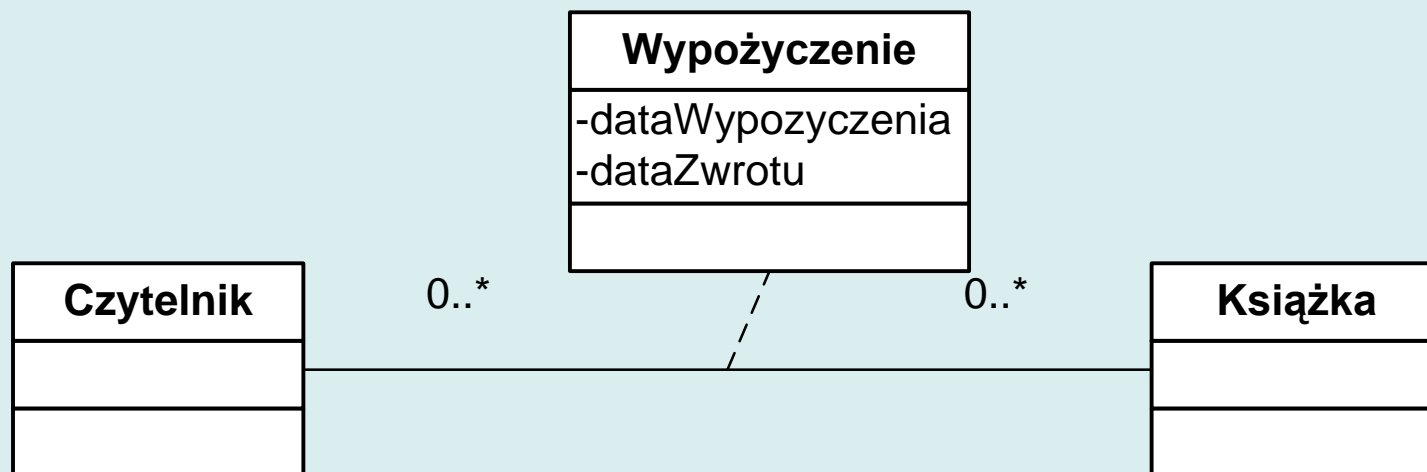 Wypożyczenie
-dataWypozyczenia
-dataZwrotu
Czytelnik
0..*
0..*
Książka